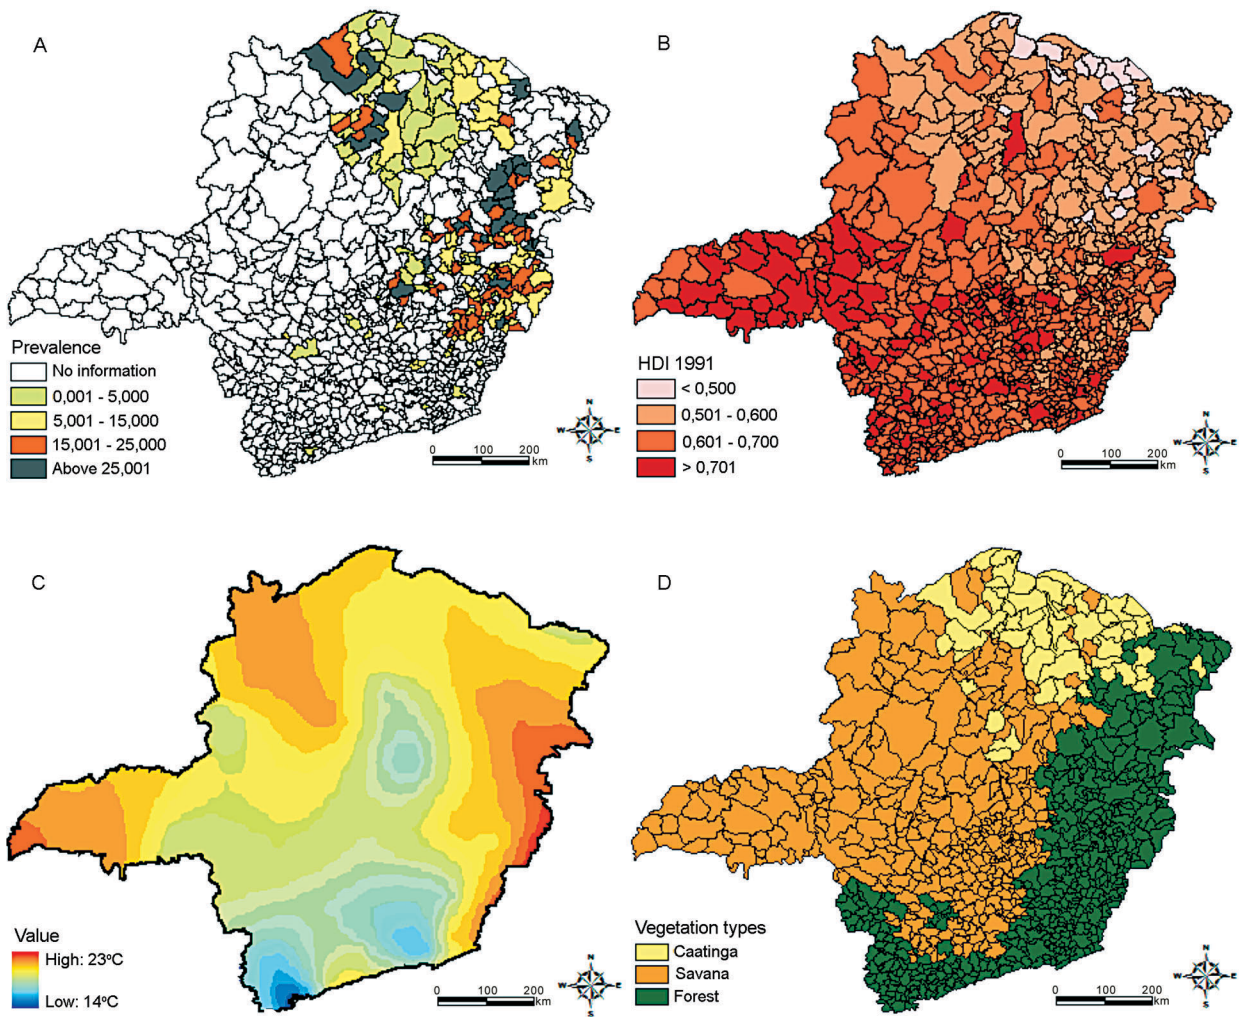 A
Prevalence
No information
0,001 - 5,000
5,001 - 15,000
15,001 - 25,000
Above 25,001
0 100 200
km
N
W E
S
B
HDI 1991
< 0,500
0,501 - 0,600
0,601 - 0,700
> 0,701
0 100 200
km
N
W E
S
C
Value
High: 23ºC
Low: 14ºC
0 100 200
km
N
W E
S
D
Vegetation types
Caatinga
Savana
Forest
0 100 200
km
N
W E
S